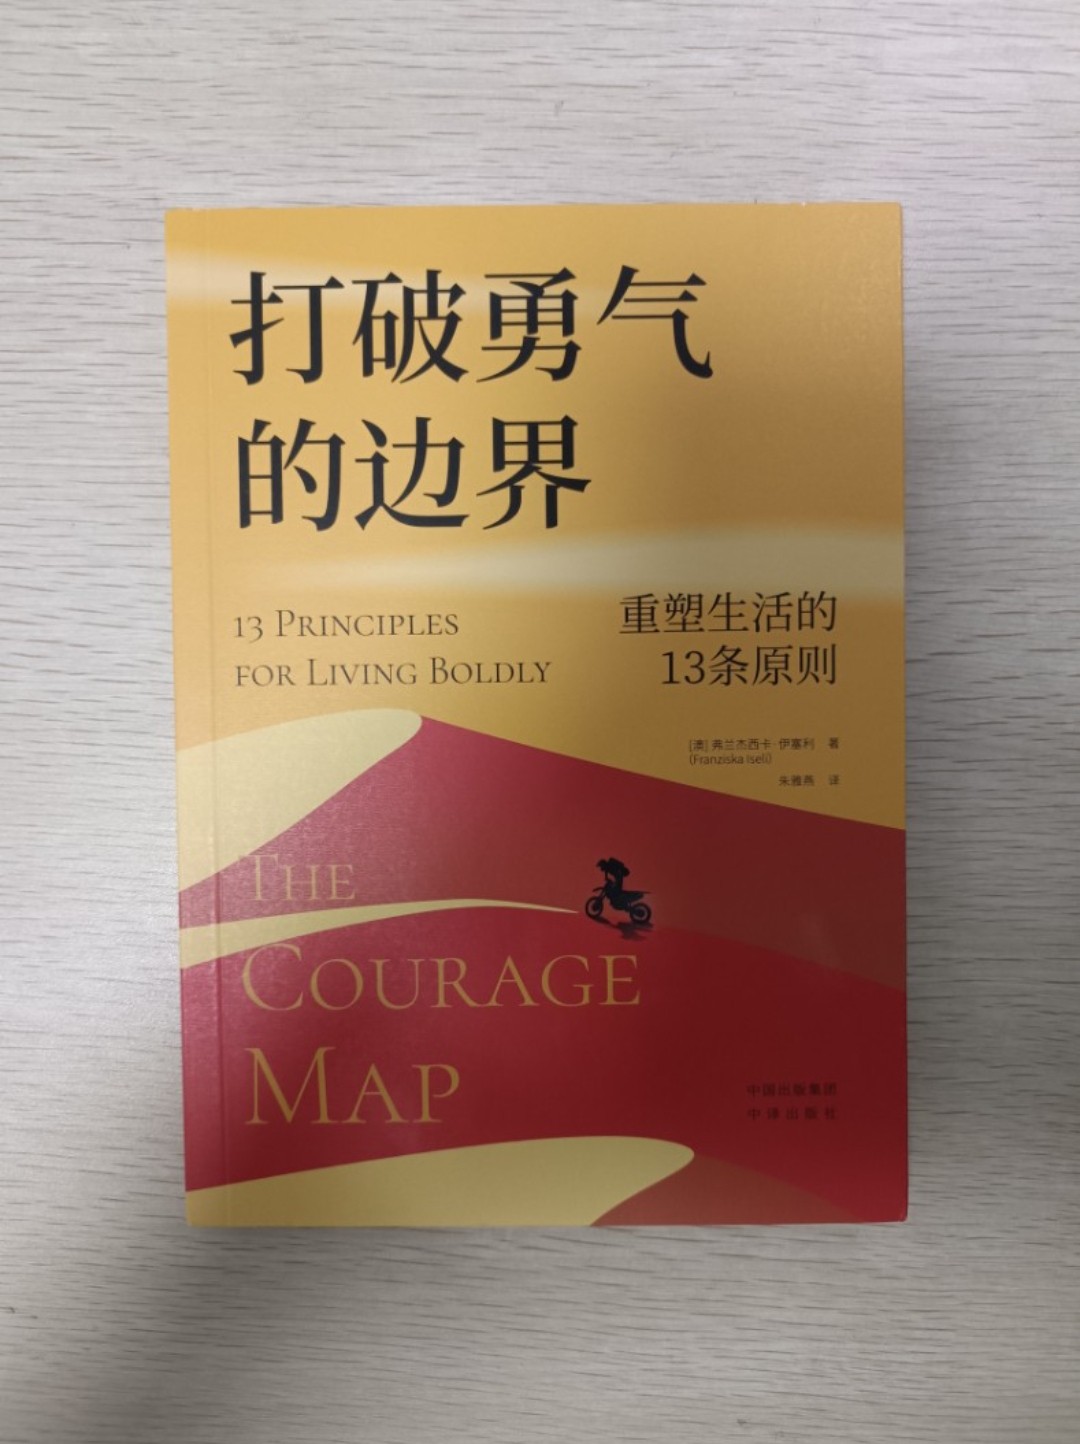 打破勇气
的边界
13 PRINCIPLES
FOR LIVING BOLDLY
重塑生活的
13条原则
[澳] 弗兰杰西卡·伊塞利 著
(Franziska Iseli)
朱雅燕 译
THE
COURAGE
MAP
中国出版集团
中译出版社